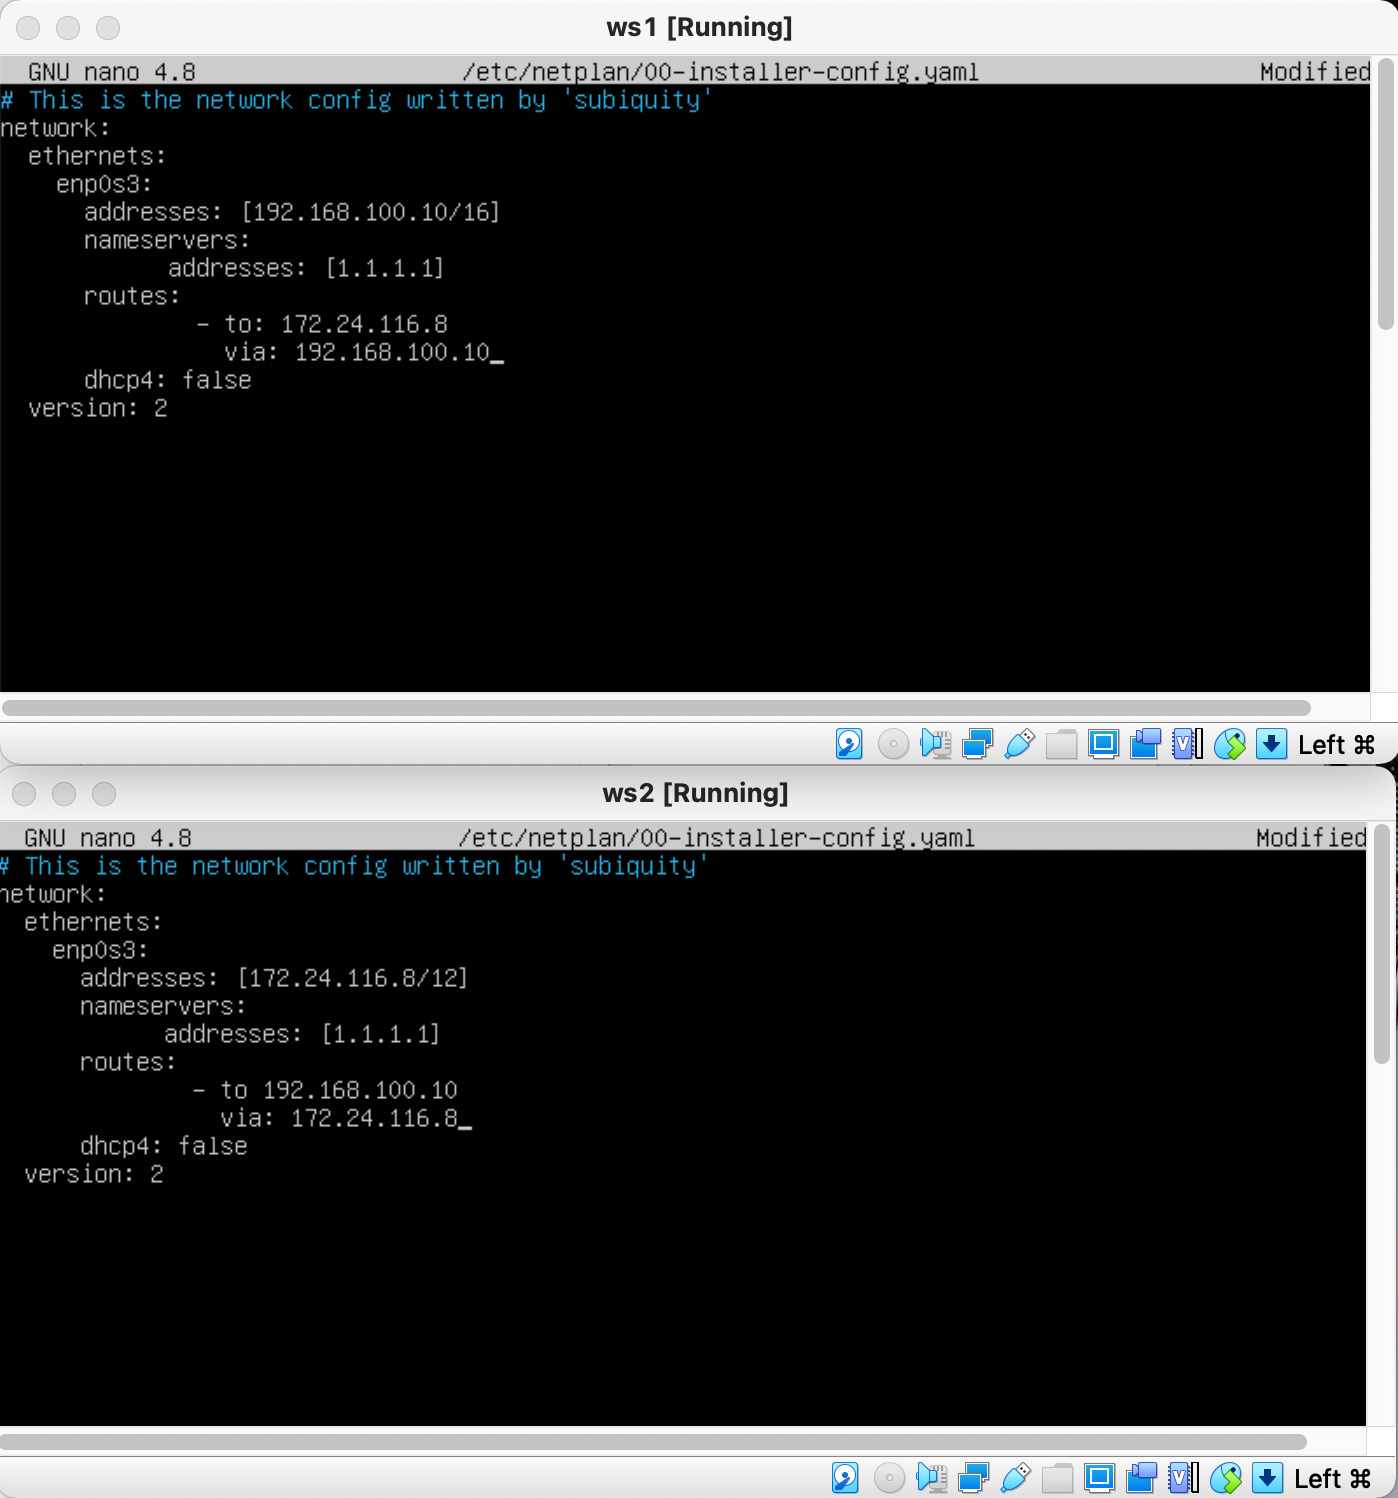 ws1 [Running]
GNU nano 4.8 /etc/netplan/00-installer-config.yaml Modified
# This is the network config written by 'subiquity'
network:
  ethernets:
    enp0s3:
      addresses: [192.168.100.10/16]
      nameservers:
            addresses: [1.1.1.1]
      routes:
              - to: 172.24.116.8
                via: 192.168.100.10_
      dhcp4: false
  version: 2
Left ⌘
ws2 [Running]
GNU nano 4.8 /etc/netplan/00-installer-config.yaml Modified
# This is the network config written by 'subiquity'
network:
  ethernets:
    enp0s3:
      addresses: [172.24.116.8/12]
      nameservers:
            addresses: [1.1.1.1]
      routes:
              - to 192.168.100.10
                via: 172.24.116.8_
      dhcp4: false
  version: 2
Left ⌘